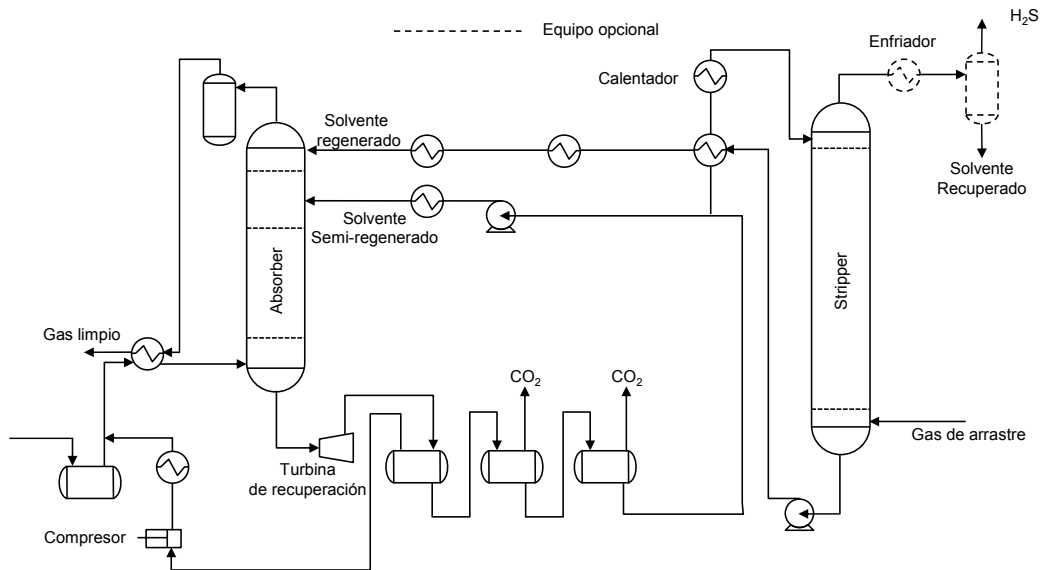 H₂S
Equipo opcional
Enfriador
Calentador
Solvente
regenerado
Solvente
Recuperado
Solvente
Semi-regenerado
Absorber
Stripper
Gas limpio
CO₂
CO₂
Gas de arrastre
Turbina
de recuperación
Compresor